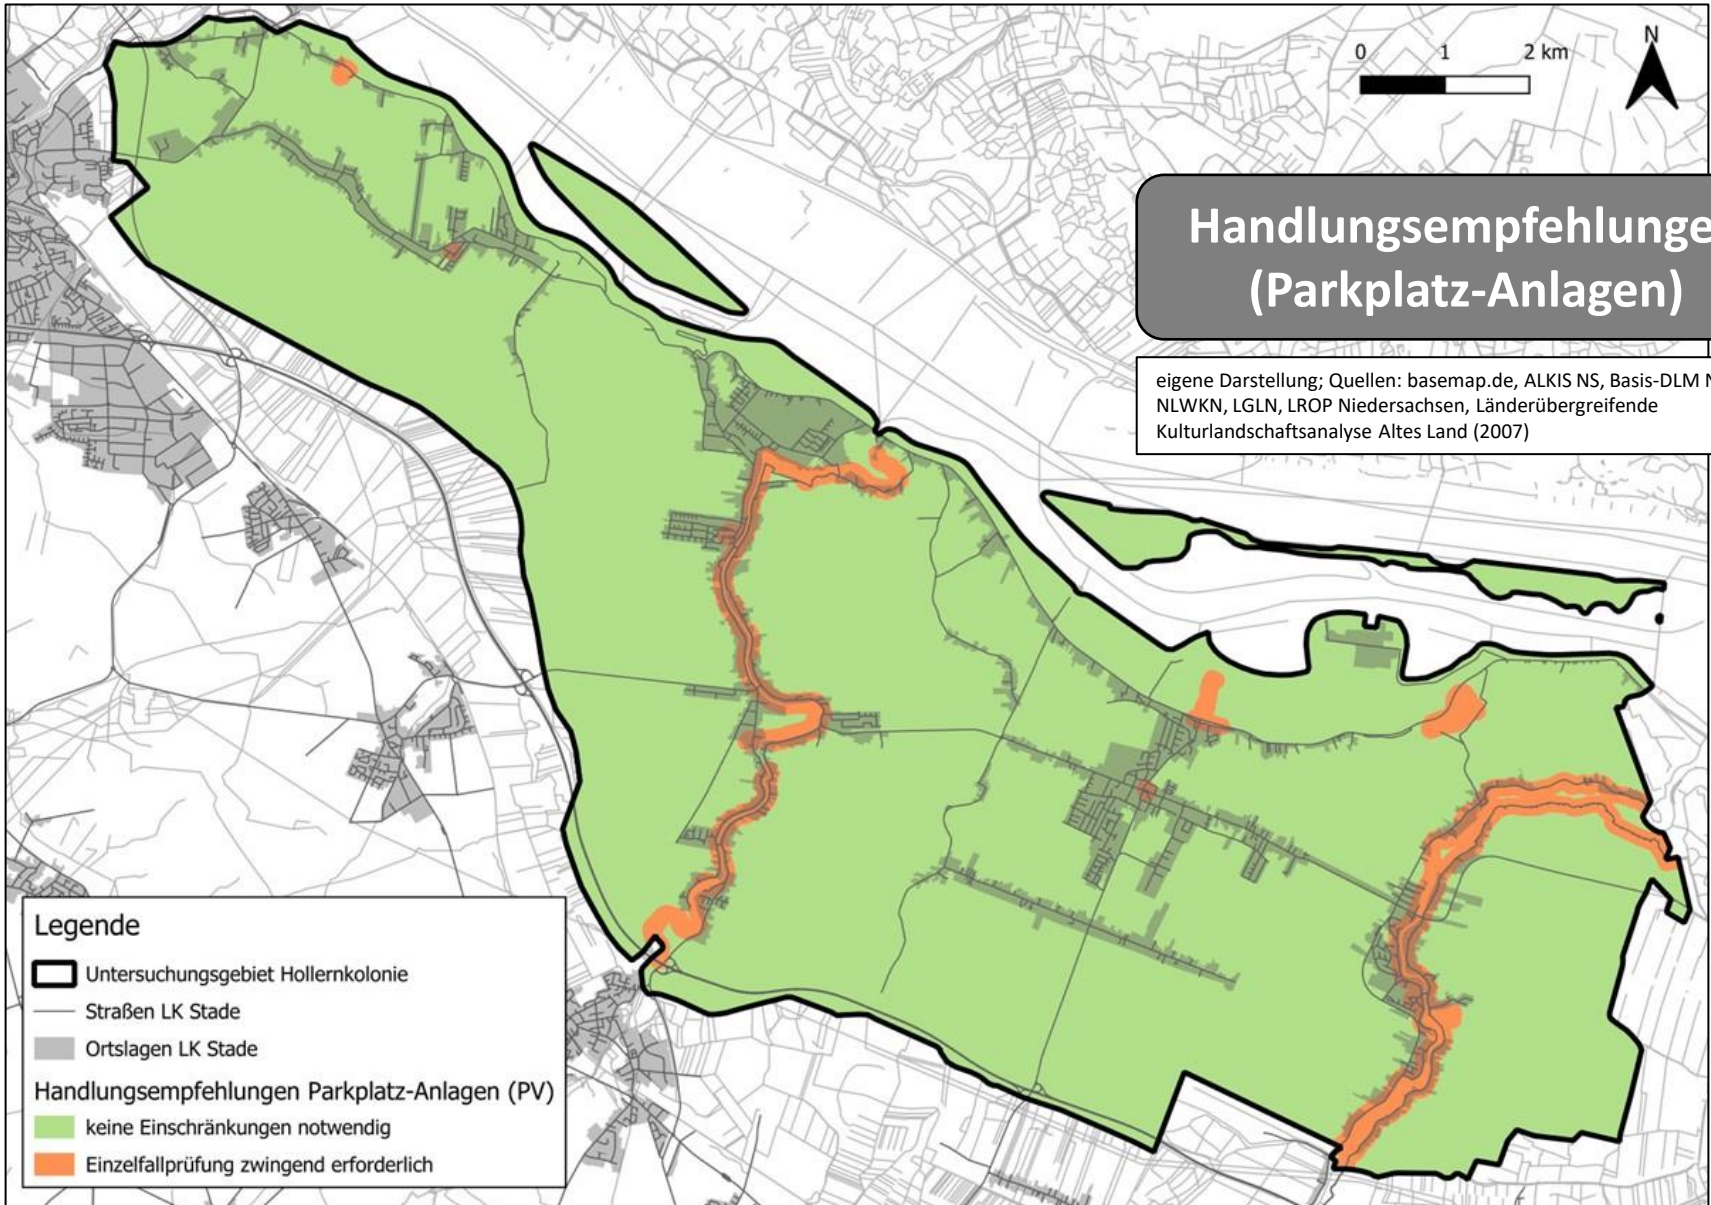 0 1 2 km
N
Handlungsempfehlunge
(Parkplatz-Anlagen)
eigene Darstellung; Quellen: basemap.de, ALKIS NS, Basis-DLM N
NLWKN, LGLN, LROP Niedersachsen, Länderübergreifende
Kulturlandschaftsanalyse Altes Land (2007)
Legende
Untersuchungsgebiet Hollernkolonie
Straßen LK Stade
Ortslagen LK Stade
Handlungsempfehlungen Parkplatz-Anlagen (PV)
keine Einschränkungen notwendig
Einzelfallprüfung zwingend erforderlich